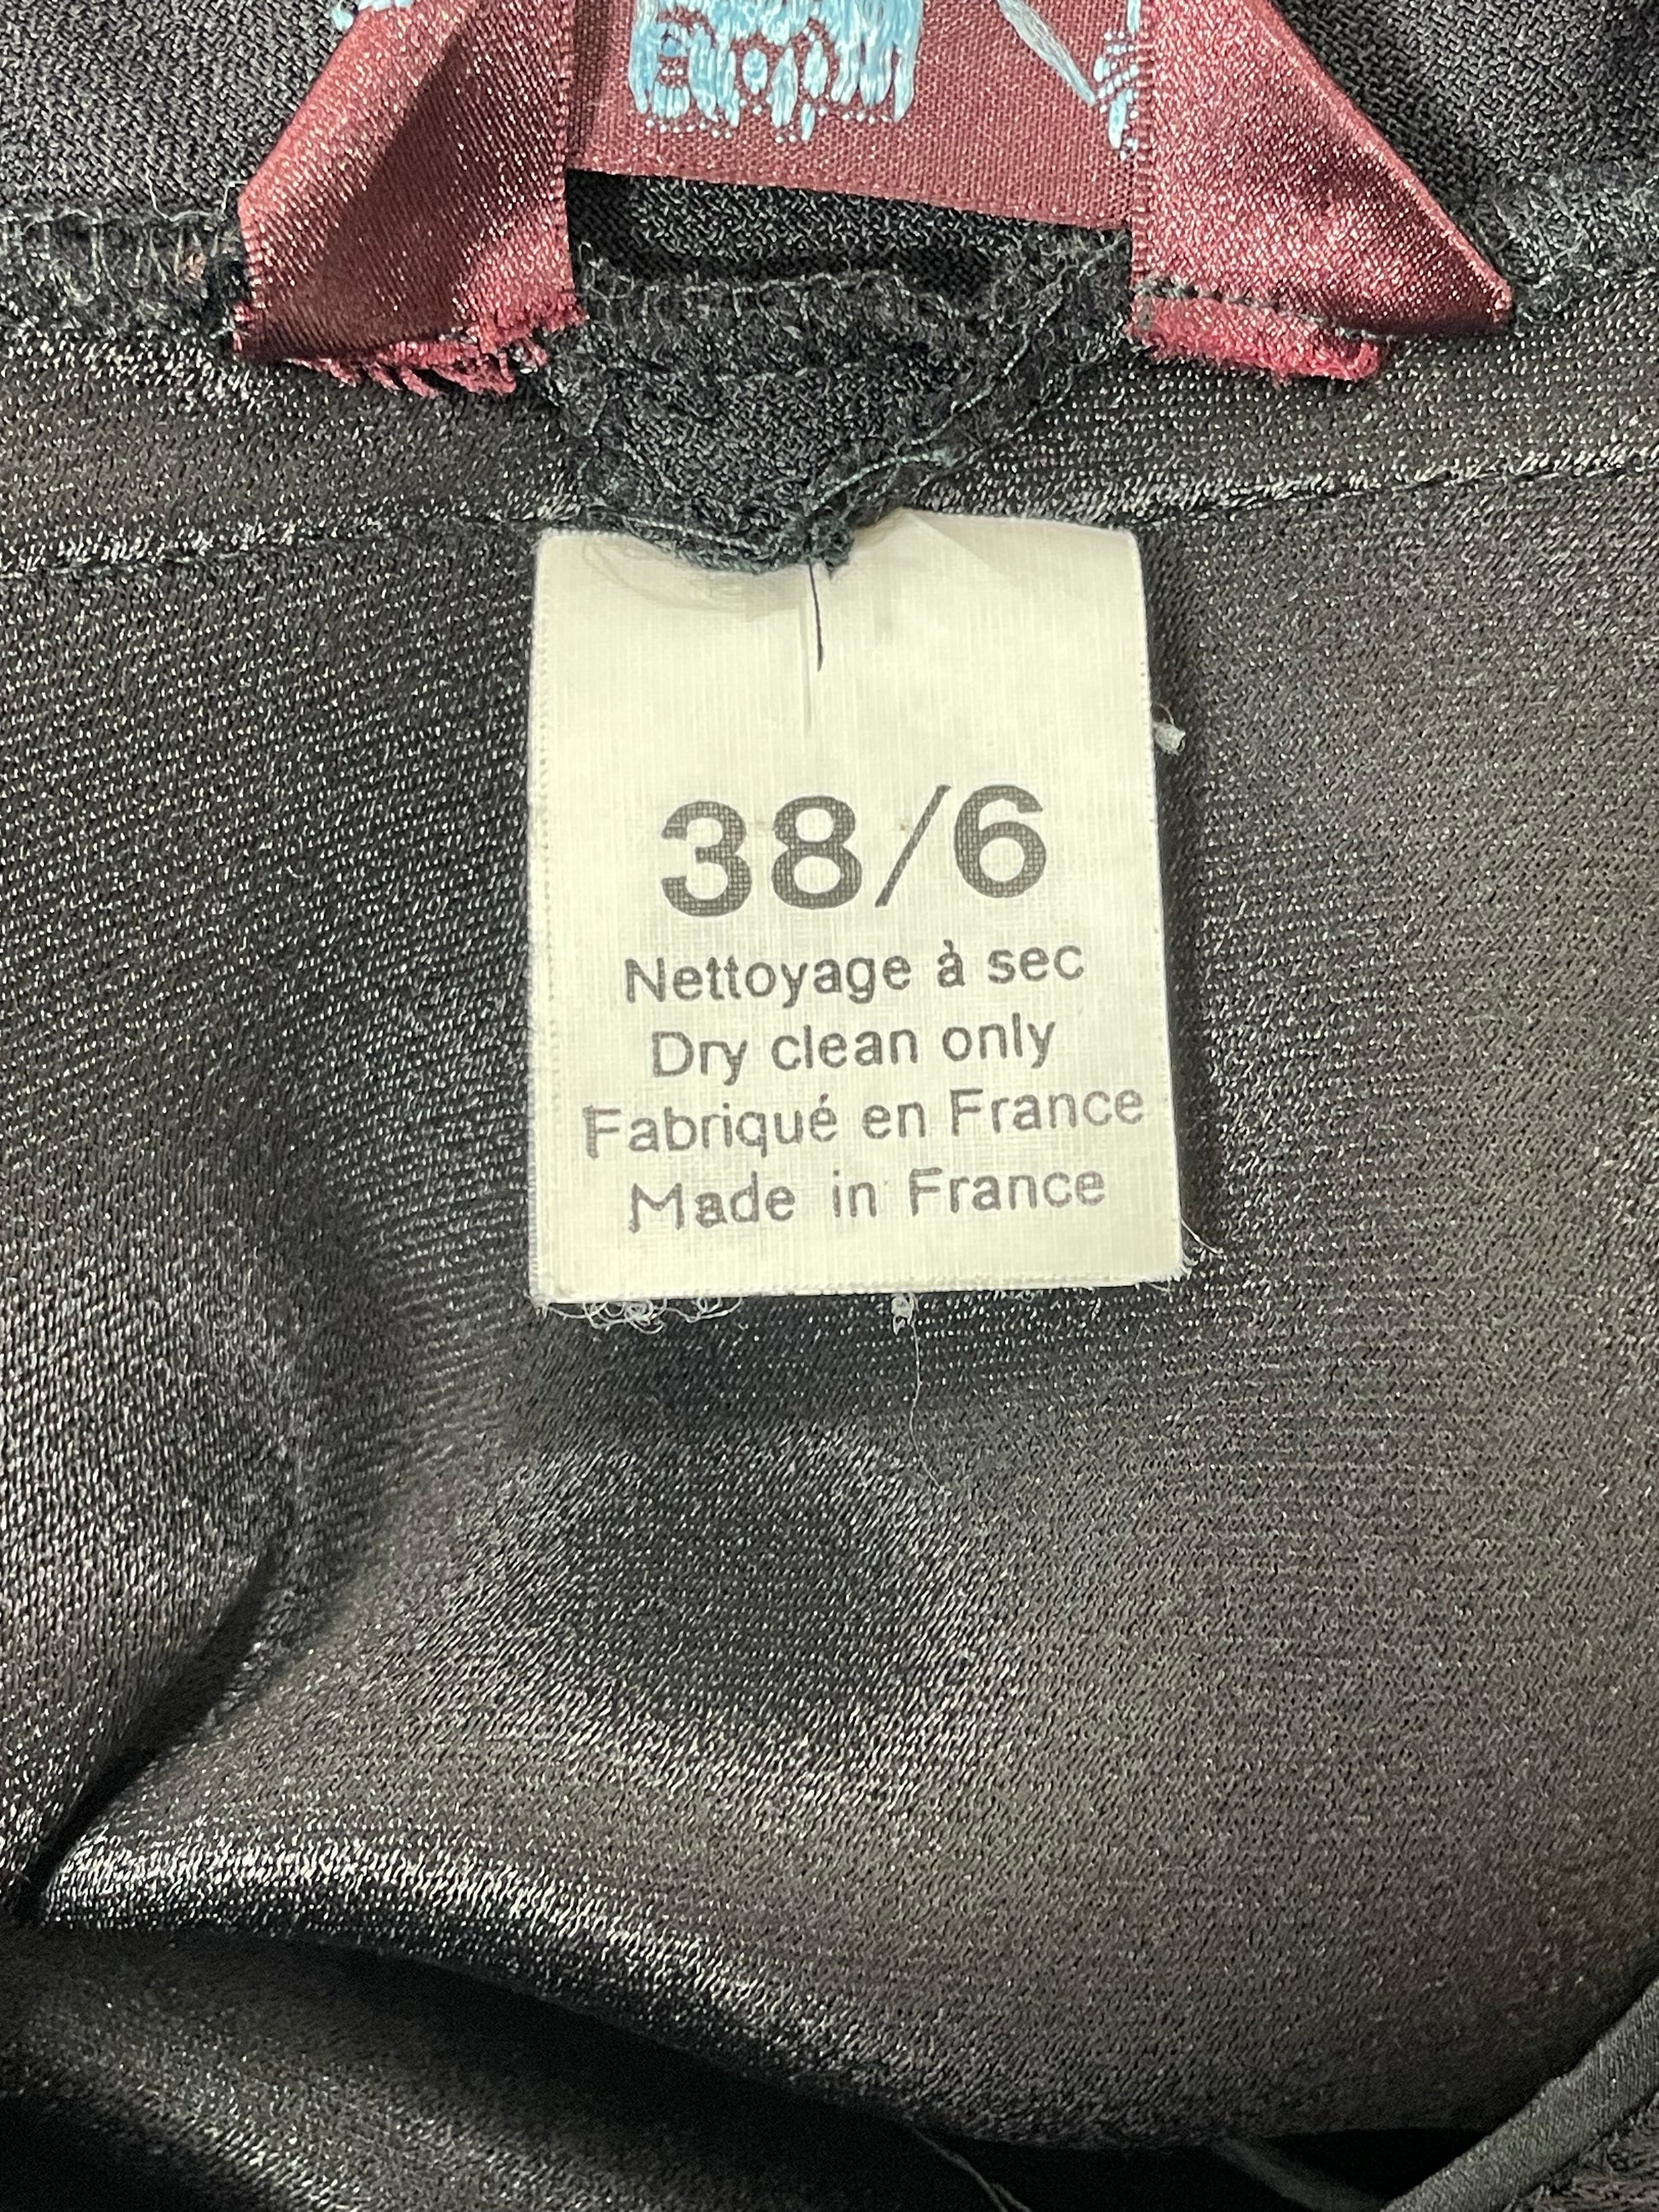 38/6
Nettoyage à sec
Dry clean only
Fabriqué en France
Made in France